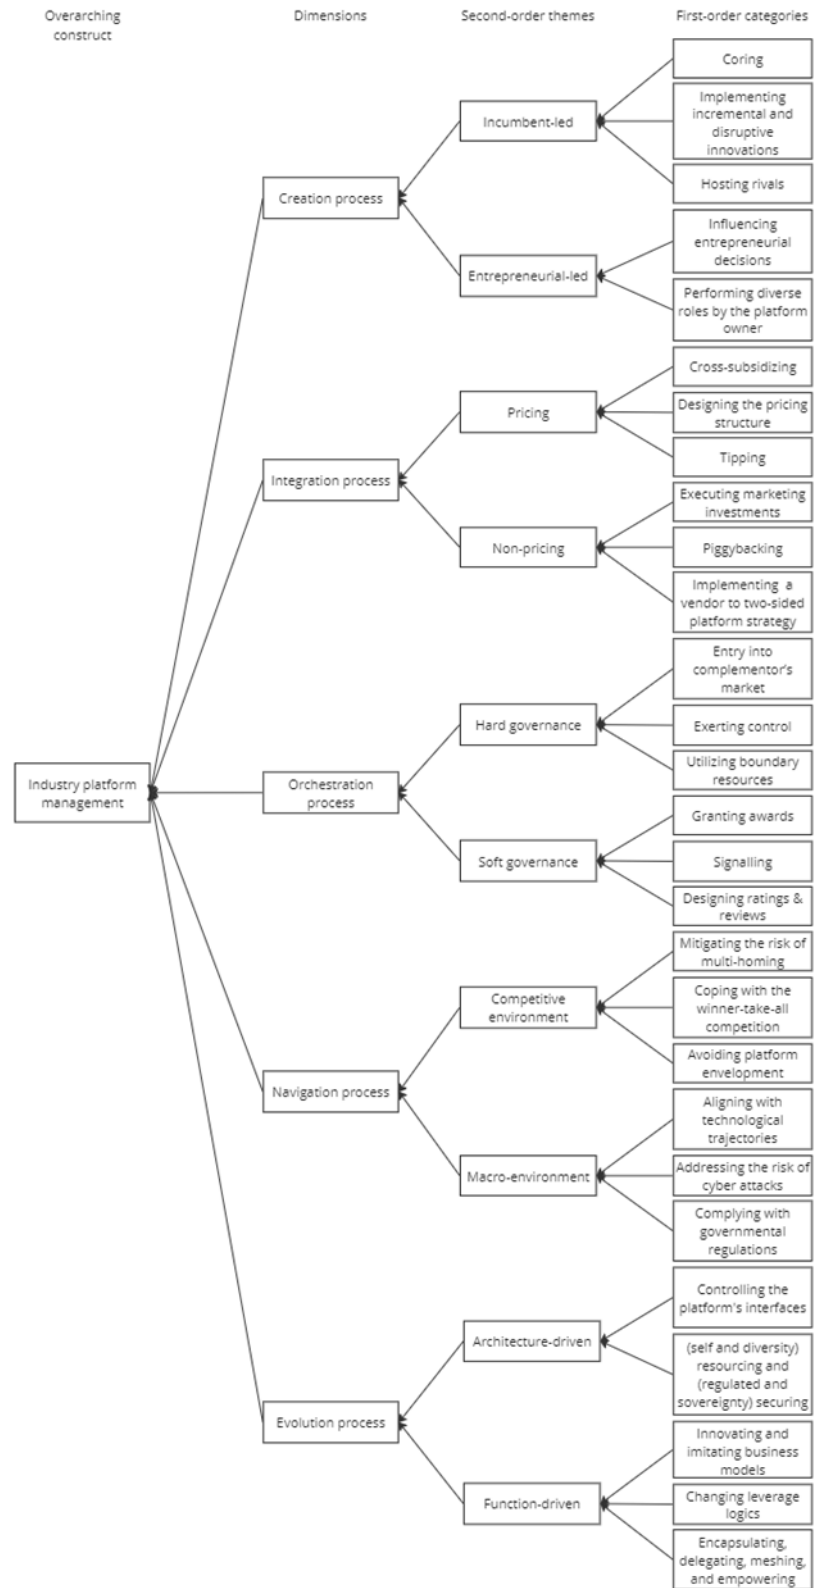 Overarching
construct
Dimensions
Second-order themes
First-order categories
Coring
Implementing
incremental and
disruptive
innovations
Incumbent-led
Hosting rivals
Creation process
Influencing
entrepreneurial
decisions
Entrepreneurial-led
Performing diverse
roles by the platform
owner
Cross-subsidizing
Pricing
Designing the pricing
structure
Tipping
Integration process
Executing marketing
investments
Non-pricing
Piggybacking
Implementing a
vendor to two-sided
platform strategy
Entry into
complementor's
market
Hard governance
Exerting control
Utilizing boundary
resources
Industry platform
management
Orchestration
process
Granting awards
Soft governance
Signalling
Designing ratings &
reviews
Mitigating the risk of
multi-homing
Competitive
environment
Coping with the
winner-take-all
competition
Avoiding platform
envelopment
Navigation process
Aligning with
technological
trajectories
Macro-environment
Addressing the risk of
cyber attacks
Complying with
governmental
regulations
Controlling the
platform's interfaces
Architecture-driven
(self and diversity)
resourcing and
(regulated and
sovereignty) securing
Evolution process
Innovating and
imitating business
models
Function-driven
Changing leverage
logics
Encapsulating,
delegating, meshing,
and empowering